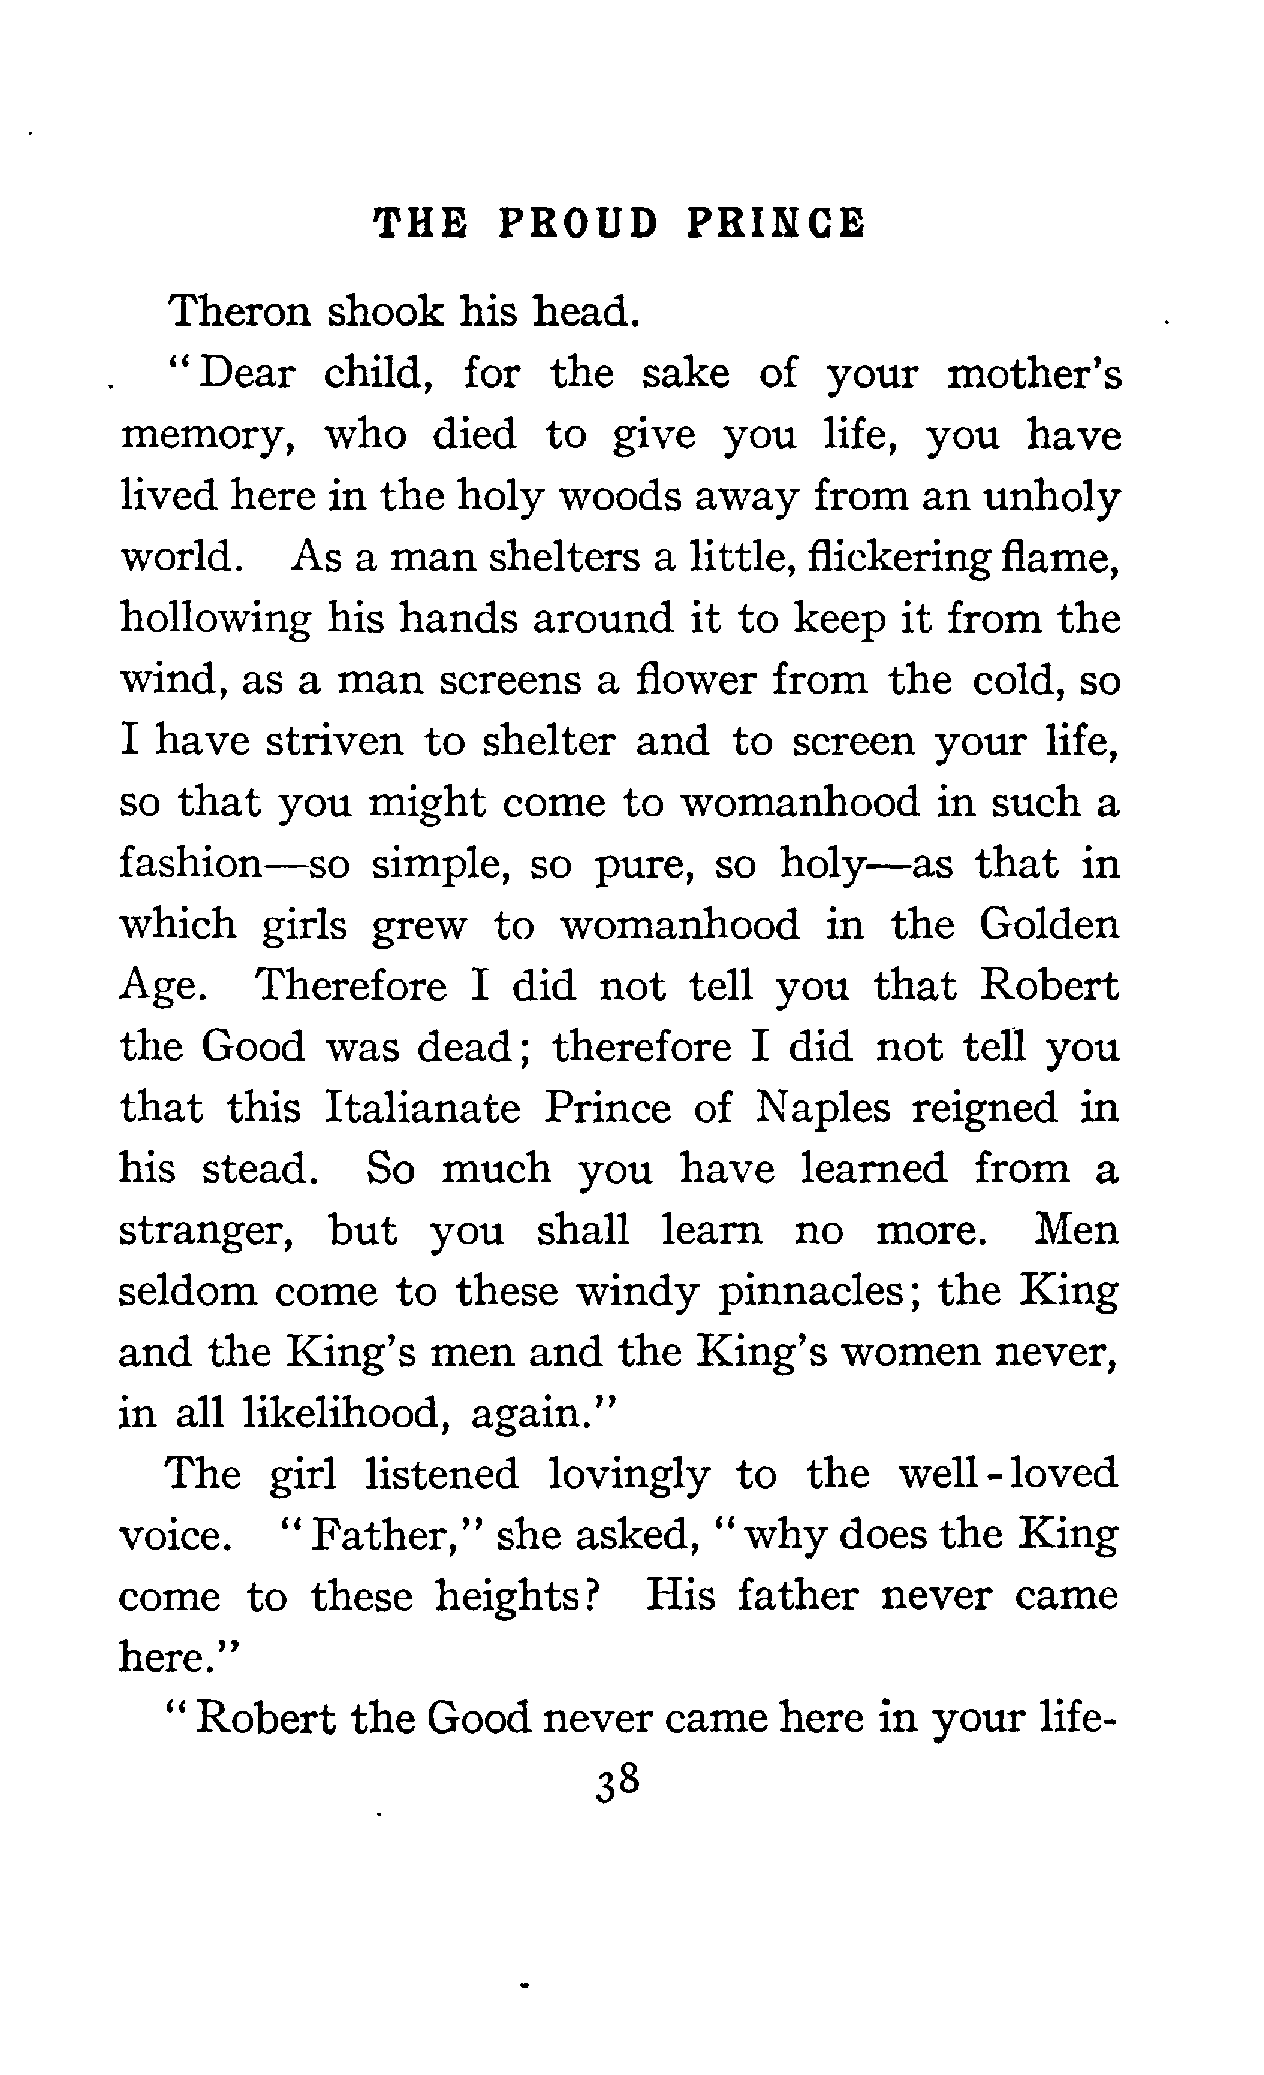 THE PROUD PRINCE
Theron shook his head.
"Dear child, for the sake of your mother's
memory, who died to give you life, you have
lived here in the holy woods away from an unholy
world. As a man shelters a little, flickering flame,
hollowing his hands around it to keep it from the
wind, as a man screens a flower from the cold, so
I have striven to shelter and to screen your life,
so that you might come to womanhood in such a
fashion—so simple, so pure, so holy—as that in
which girls grew to womanhood in the Golden
Age. Therefore I did not tell you that Robert
the Good was dead; therefore I did not tell you
that this Italianate Prince of Naples reigned in
his stead. So much you have learned from a
stranger, but you shall learn no more. Men
seldom come to these windy pinnacles; the King
and the King's men and the King's women never,
in all likelihood, again."
The girl listened lovingly to the well-loved
voice. "Father," she asked, "why does the King
come to these heights? His father never came
here."
"Robert the Good never came here in your life-
38